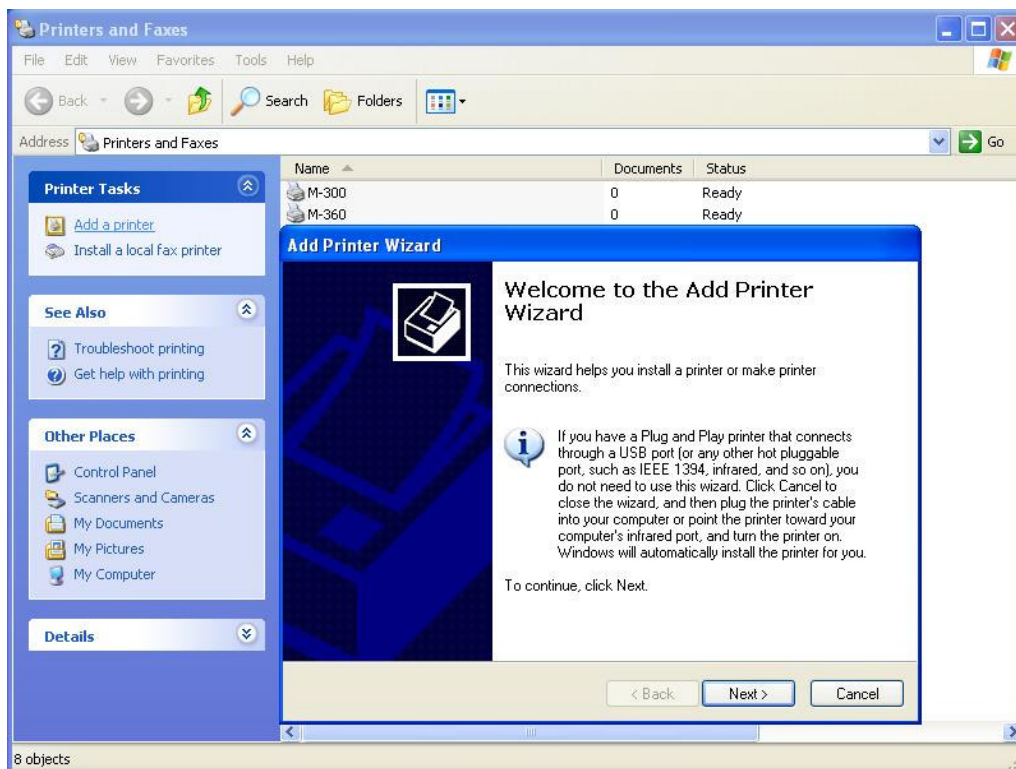 Printers and Faxes
File Edit View Favorites Tools Help
Back Search Folders
Address Printers and Faxes Go
Name Documents Status
M-300 0 Ready
M-360 0 Ready
Printer Tasks
Add a printer
Install a local fax printer
See Also
Troubleshoot printing
Get help with printing
Other Places
Control Panel
Scanners and Cameras
My Documents
My Pictures
My Computer
Details
Add Printer Wizard
Welcome to the Add Printer
Wizard
This wizard helps you install a printer or make printer
connections.
If you have a Plug and Play printer that connects
through a USB port (or any other hot pluggable
port, such as IEEE 1394, infrared, and so on), you
do not need to use this wizard. Click Cancel to
close the wizard, and then plug the printer's cable
into your computer or point the printer toward your
computer's infrared port, and turn the printer on.
Windows will automatically install the printer for you.
To continue, click Next.
< Back Next > Cancel
8 objects